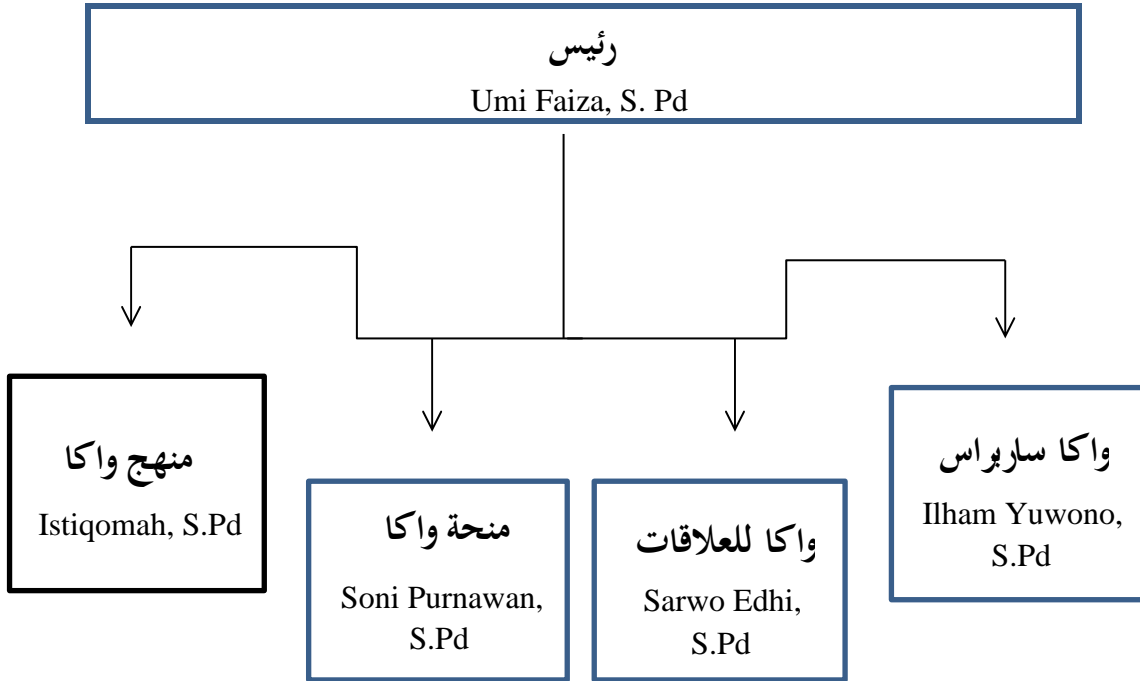 رئيس
Umi Faiza, S. Pd
منهج واكا
Istiqomah, S.Pd
منحة واكا
Soni Purnawan,
S.Pd
واكا للعلاقات
Sarwo Edhi,
S.Pd
واكا ساربراس
Ilham Yuwono,
S.Pd